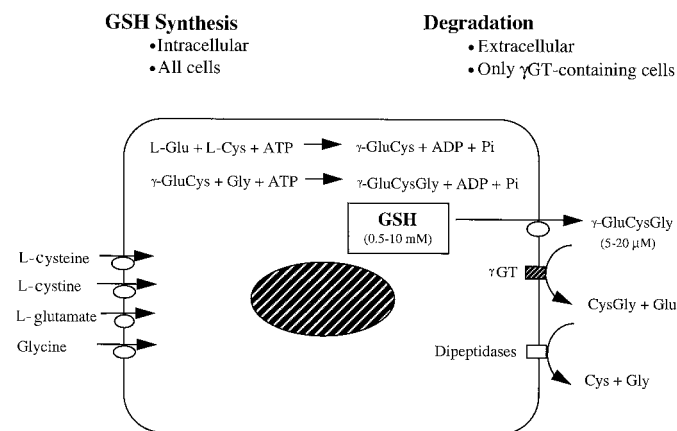 GSH Synthesis
•Intracellular
•All cells
Degradation
•Extracellular
•Only γGT-containing cells
L-Glu + L-Cys + ATP → γ-GluCys + ADP + Pi
γ-GluCys + Gly + ATP → γ-GluCysGly + ADP + Pi
GSH
(0.5-10 mM)
γ-GluCysGly
(5-20 μM)
L-cysteine
L-cystine
L-glutamate
Glycine
γGT
CysGly + Glu
Dipeptidases
Cys + Gly